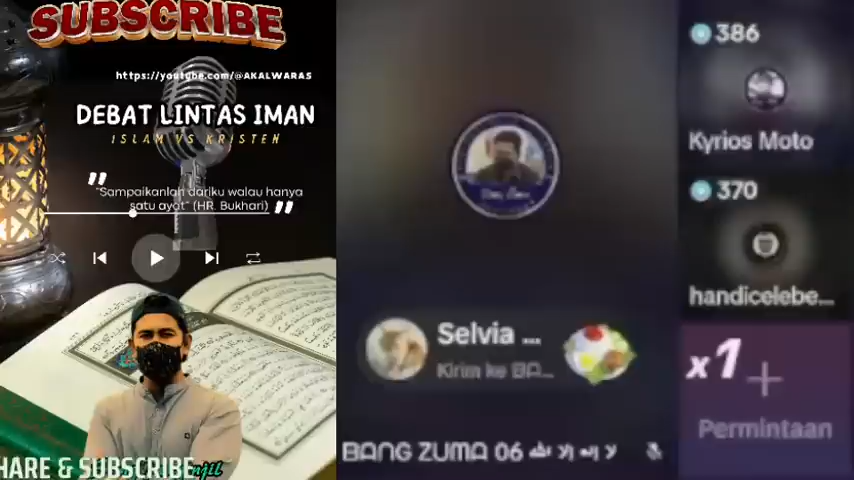 SUBSCRIBE
https://youtube.com/@AKALWARAS
DEBAT LINTAS IMAN
ISLAM VS KRISTEN
"Sampaikanlah dariku walau hanya
satu ayat" (HR. Bukhari)
HARE & SUBSCRIBE
njil
Selvia ...
Kirim ke BA...
BANG ZUMA 06
386
Kyrios Moto
370
handicelebe...
x1
Permintaan